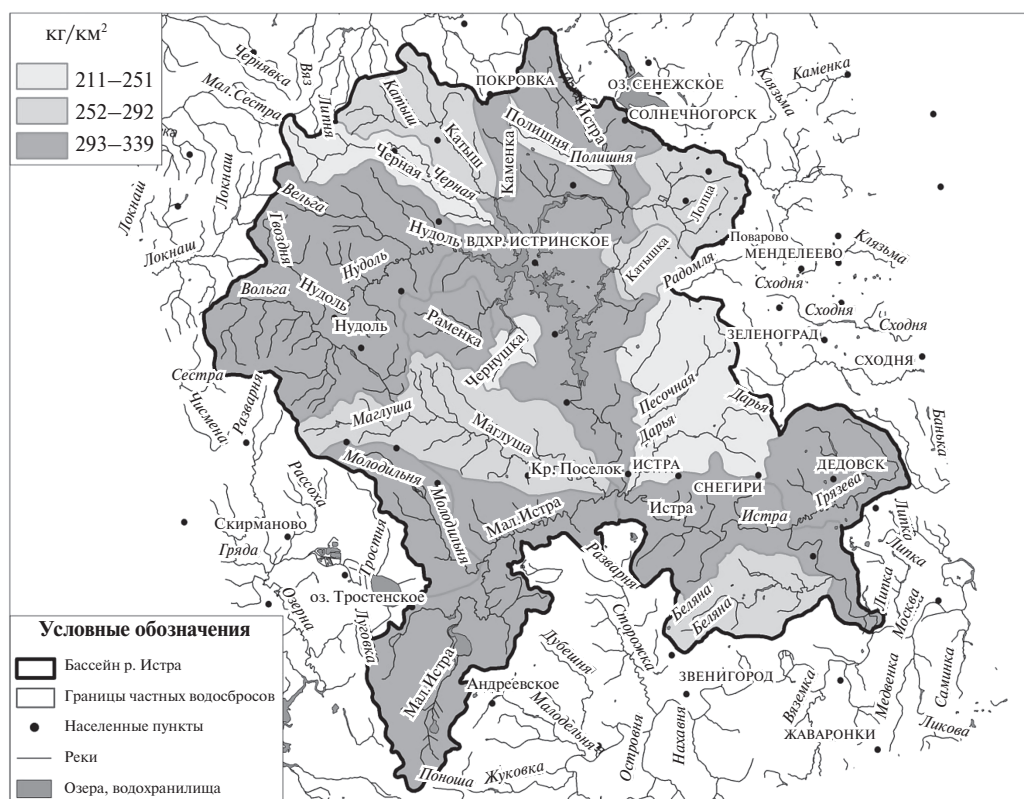 кг/км²
211–251
252–292
293–339
Чернявка
Вяз
Мал.Сестра
Липня
Катыш
ПОКРОВКА
Мал.Истра
ОЗ. СЕНЕЖСКОЕ
СОЛНЕЧНОГОРСК
Клязьма
Каменка
ка
Локнаш
Локнаш
Локнаш
Черная
Черная
Катыш
Каменка
Полишня
Полишня
Лопца
Вельга
Гвоздня
Нудоль
ВДХР. ИСТРИНСКОЕ
Катышка
Радомля
Поварово
МЕНДЕЛЕЕВО
Клязьма
Сходня
Вольга
Нудоль
Нудоль
Нудоль
Раменка
Чернушка
Сходня
Сходня
ЗЕЛЕНОГРАД
СХОДНЯ
Сестра
Чисмена
Разварня
Маглуша
Маглуша
Песочная
Дарья
Дарья
Банька
Молодильня
Молодильня
Кр. Поселок
ИСТРА
СНЕГИРИ
ДЕДОВСК
Грязева
Рассоха
Скирманово
Гряда
Тростня
Мал.Истра
Истра
Истра
Липка
Липка
Липка
Разварня
оз. Тростенское
Озерна
Луговка
Беляна
Беляна
Сторожка
Москва
Мал.Истра
Дубешня
Андреевское
Малодельня
ЗВЕНИГОРОД
Островня
Нахавня
Вяземка
Медвенка
Саминка
Ликова
ЖАВАРОНКИ
Поноша
Жуковка
Условные обозначения
Бассейн р. Истра
Границы частных водосбросов
Населенные пункты
Реки
Озера, водохранилища